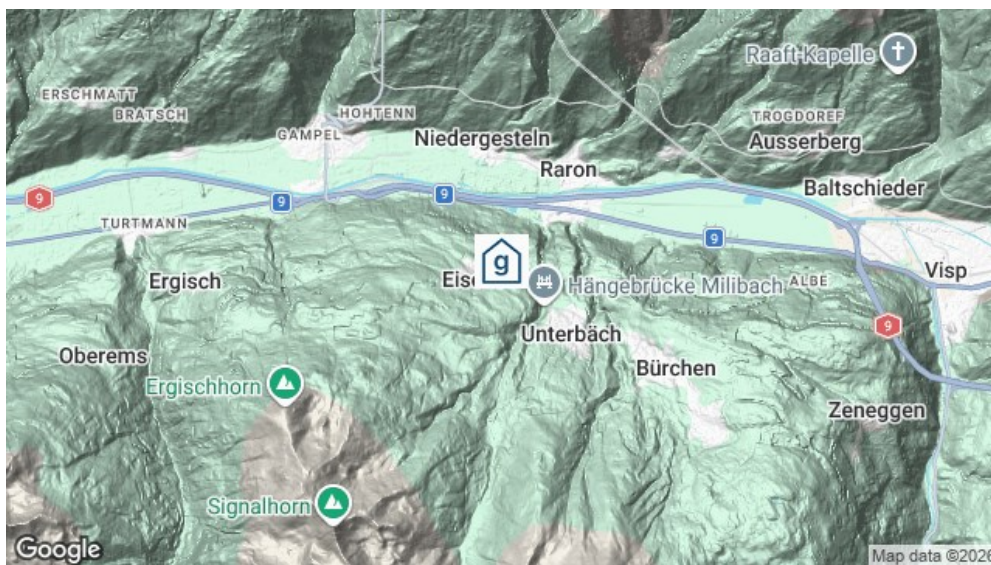 Raaft-Kapelle
ERSCHMATT
BRATSCH
HOHTENN
TROGDOREF
GAMPEL
Niedergesteln
Ausserberg
Raron
Baltschieder
9
9
9
TURTMANN
9
g
Ergisch
Eis
Hängebrücke Milibach
ALBE
Visp
9
Unterbäch
Oberems
Bürchen
Ergischhorn
Zeneggen
Signalhorn
Google
Map data ©2026